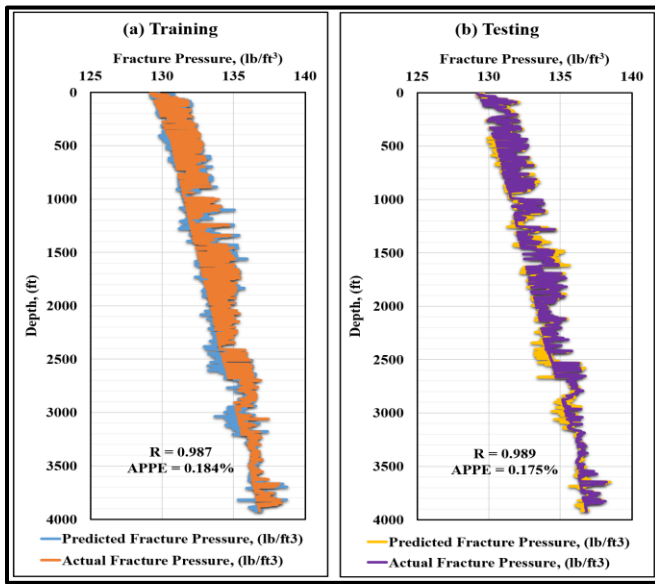 (a) Training
Fracture Pressure, (lb/ft³)
125 130 135 140
0
500
1000
1500
2000
2500
3000
3500
4000
Depth, (ft)
R = 0.987
APPE = 0.184%
Predicted Fracture Pressure, (lb/ft3)
Actual Fracture Pressure, (lb/ft3)
(b) Testing
Fracture Pressure, (lb/ft³)
125 130 135 140
0
500
1000
1500
2000
2500
3000
3500
4000
Depth, (ft)
R = 0.989
APPE = 0.175%
Predicted Fracture Pressure, (lb/ft3)
Actual Fracture Pressure, (lb/ft3)